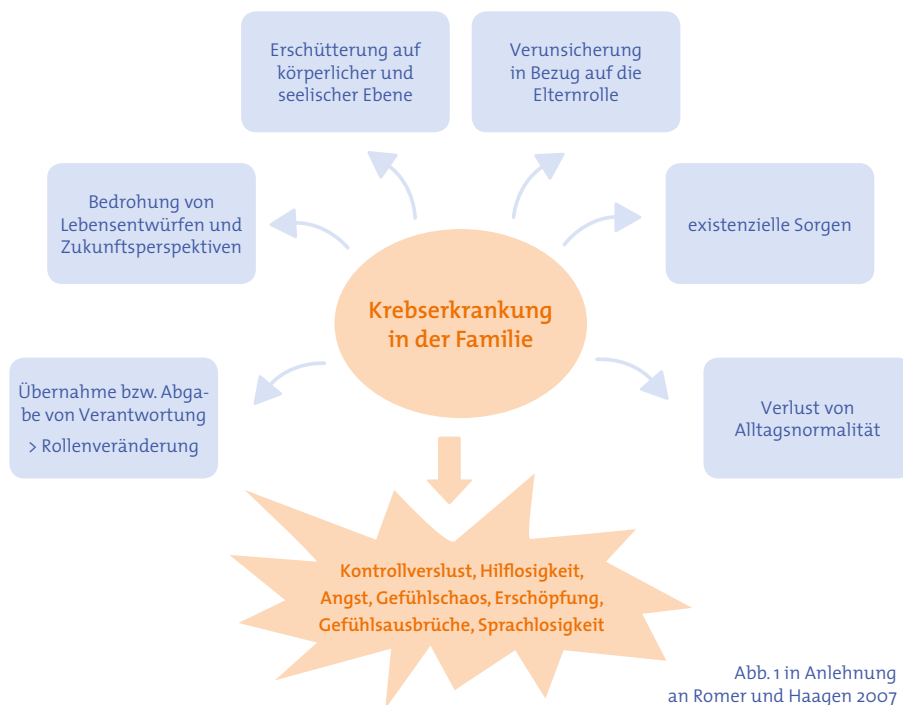 Erschütterung auf
körperlicher und
seelischer Ebene
Verunsicherung
in Bezug auf die
Elternrolle
Bedrohung von
Lebensentwürfen und
Zukunftsperspektiven
existenzielle Sorgen
Krebserkrankung
in der Familie
Übernahme bzw. Abga-
be von Verantwortung
> Rollenveränderung
Verlust von
Alltagsnormalität
Kontrollverslust, Hilflosigkeit,
Angst, Gefühlschaos, Erschöpfung,
Gefühlsausbrüche, Sprachlosigkeit
Abb. 1 in Anlehnung
an Romer und Haagen 2007